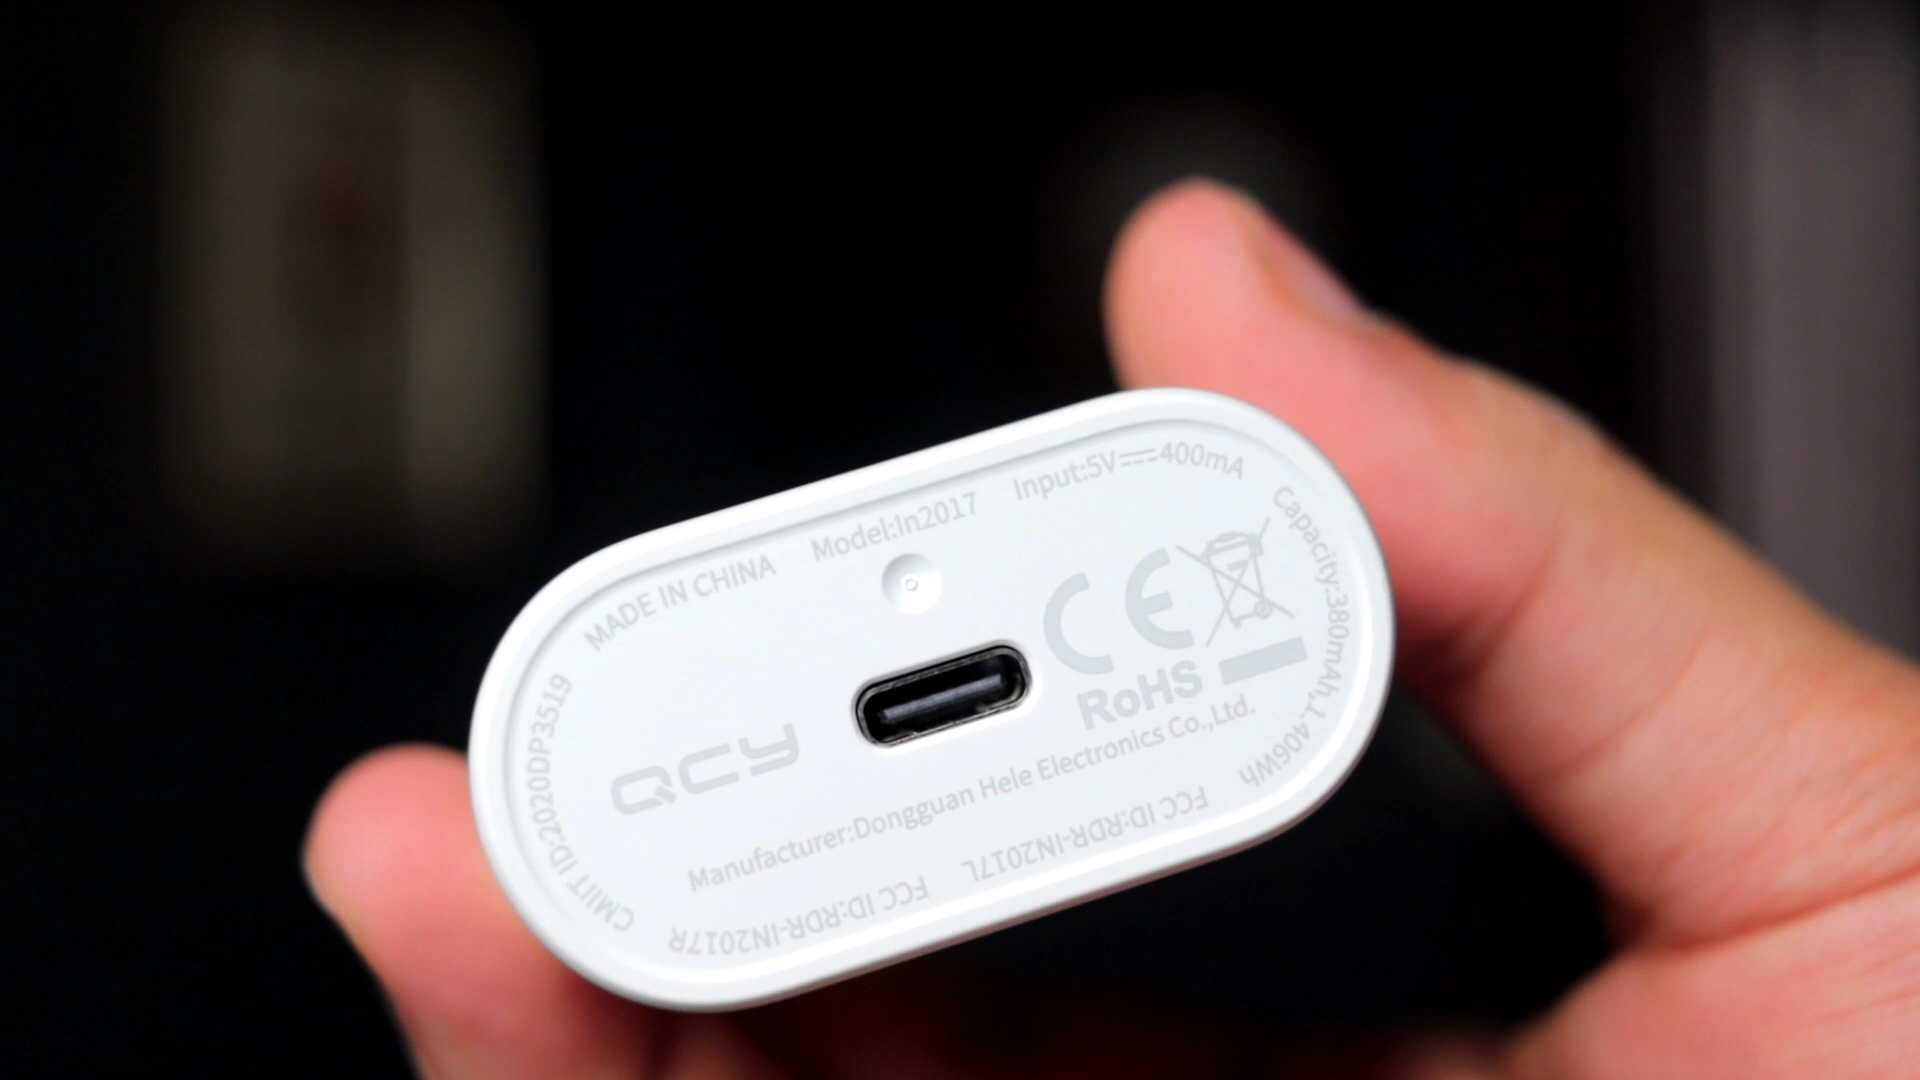 MADE IN CHINA
Model:In2017
Input:5V⎓400mA
Capacity:380mAh,1.406Wh
FCC ID:RDR-IN2017L
FCC ID:RDR-IN2017R
CMIIT ID:2020DP3519
CE
RoHS
QCY
Manufacturer:Dongguan Hele Electronics Co.,Ltd.